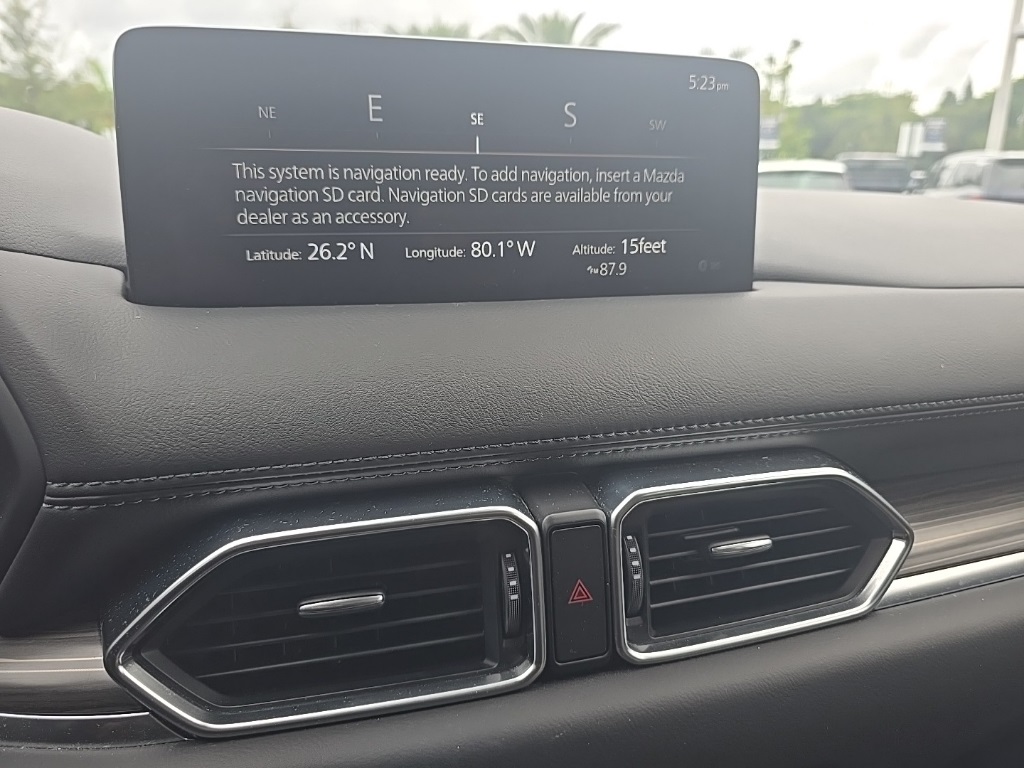 5:23pm
NE E SE S SW
This system is navigation ready. To add navigation, insert a Mazda
navigation SD card. Navigation SD cards are available from your
dealer as an accessory.
Latitude: 26.2° N Longitude: 80.1° W Altitude: 15feet
FM 87.9